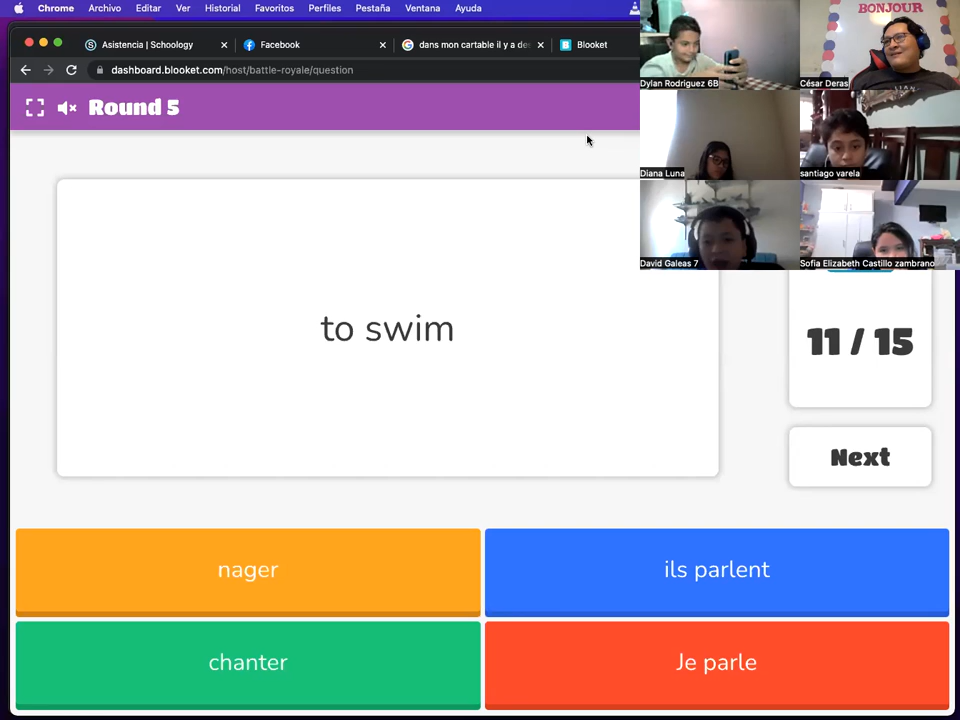 Chrome Archivo Editar Ver Historial Favoritos Perfiles Pestaña Ventana Ayuda
Asistencia | Schoology
Facebook
dans mon cartable il y a de
Blooket
dashboard.blooket.com/host/battle-royale/question
Round 5
BONJOUR
Dylan Rodriguez 6B
César Deras
Diana Luna
santiago varela
David Galeas 7
Sofia Elizabeth Castillo zambrano
to swim
11 / 15
Next
nager
ils parlent
chanter
Je parle